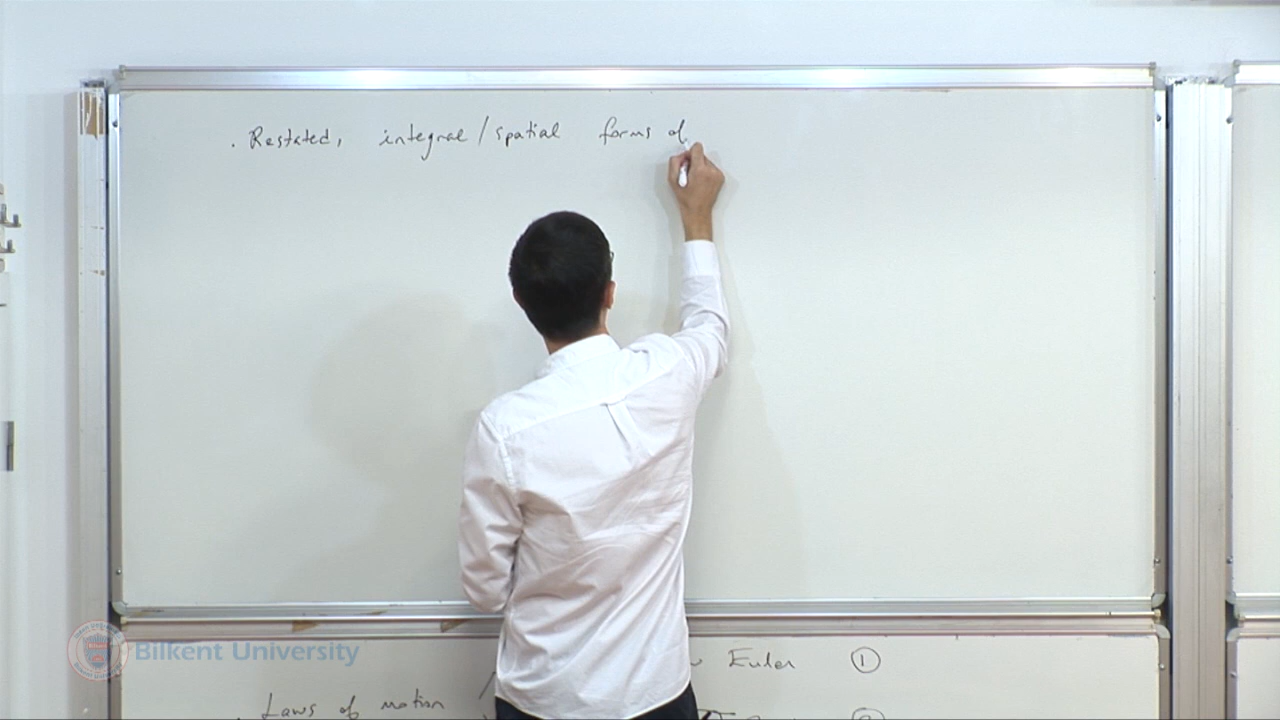 . Restated, integral/spatial forms of
Euler ①
. Laws of motion
Bilkent University